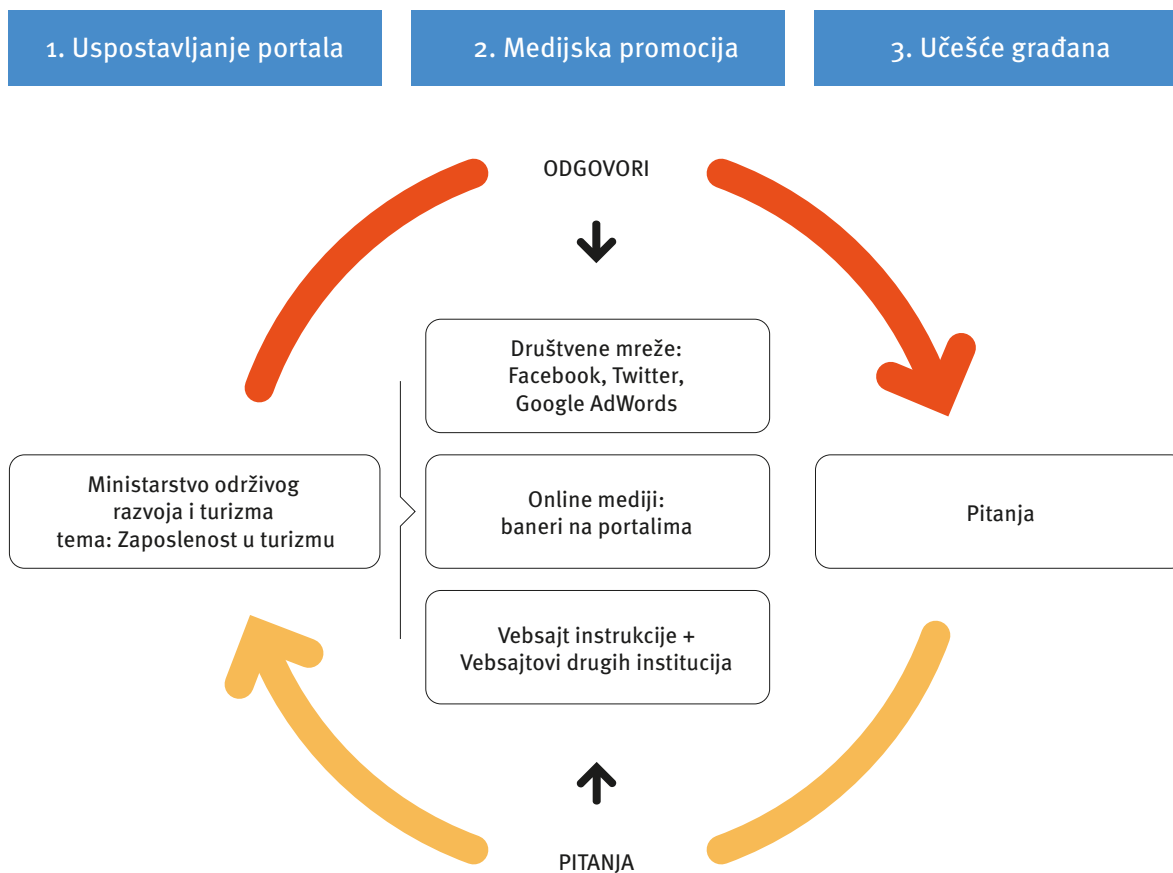 1. Uspostavljanje portala
2. Medijska promocija
3. Učešće građana
ODGOVORI
Društvene mreže:
Facebook, Twitter,
Google AdWords
Ministarstvo održivog
razvoja i turizma
tema: Zaposlenost u turizmu
Online mediji:
baneri na portalima
Pitanja
Vebsajt instrukcije +
Vebsajtovi drugih institucija
PITANJA